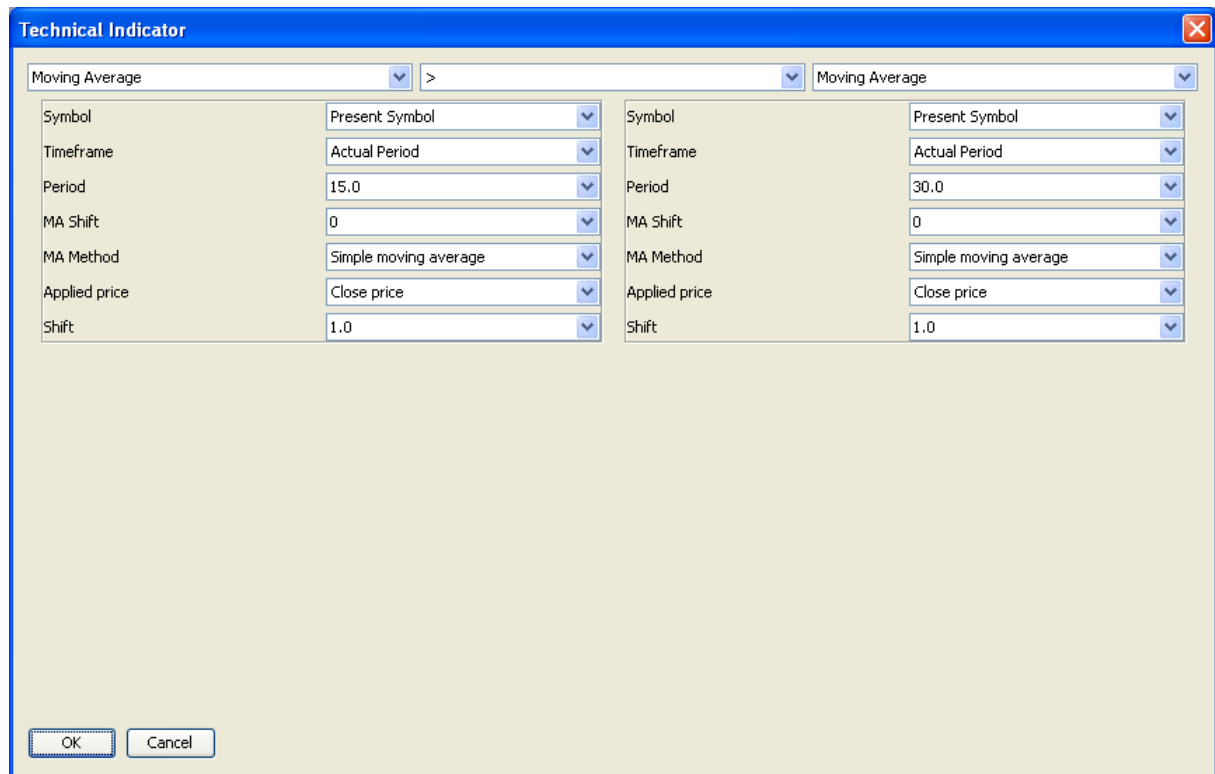 Technical Indicator
Moving Average > Moving Average
Symbol Present Symbol Symbol Present Symbol
Timeframe Actual Period Timeframe Actual Period
Period 15.0 Period 30.0
MA Shift 0 MA Shift 0
MA Method Simple moving average MA Method Simple moving average
Applied price Close price Applied price Close price
Shift 1.0 Shift 1.0
OK Cancel